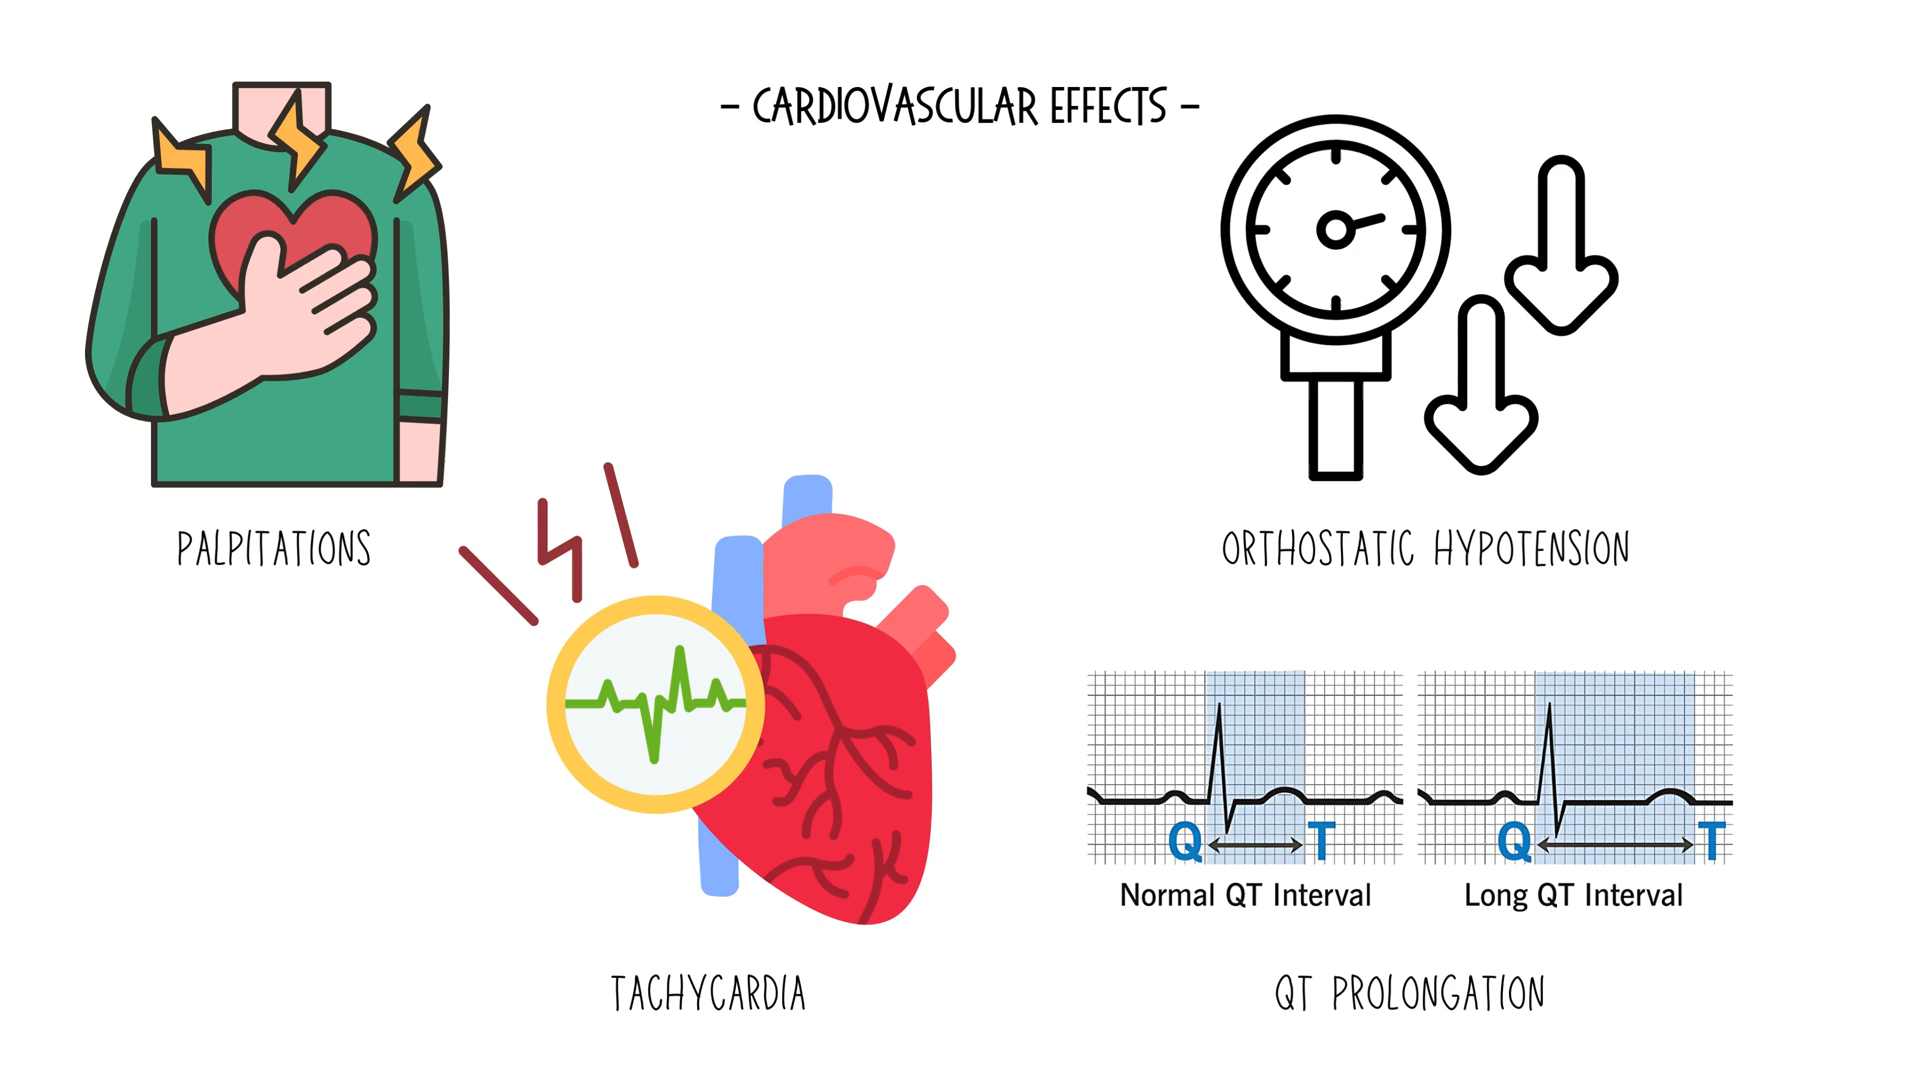 - CARDIOVASCULAR EFFECTS -
PALPITATIONS
ORTHOSTATIC HYPOTENSION
Q T
Normal QT Interval
Q T
Long QT Interval
TACHYCARDIA
QT PROLONGATION